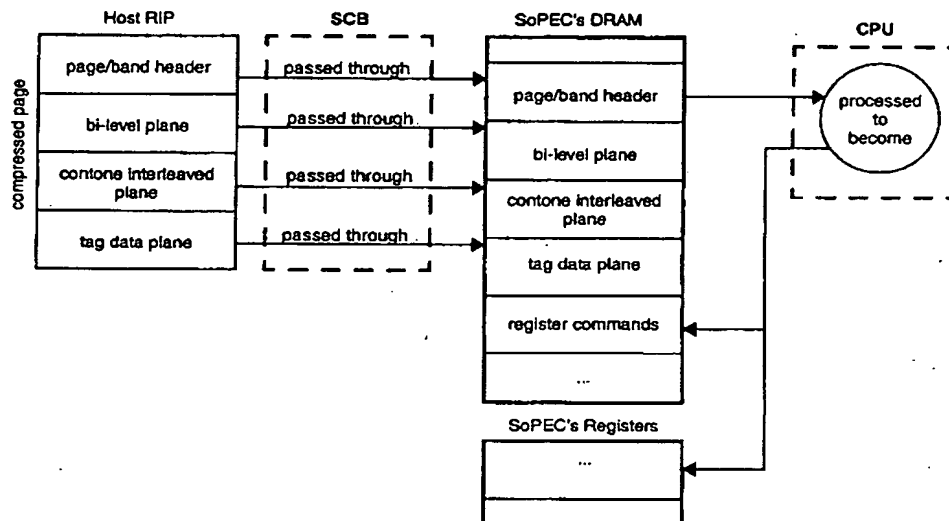 Host RIP
SCB
SoPEC's DRAM
CPU
compressed page
page/band header
bi-level plane
contone interleaved
plane
tag data plane
passed through
passed through
passed through
passed through
page/band header
bi-level plane
contone interleaved
plane
tag data plane
register commands
...
processed
to
become
SoPEC's Registers
...